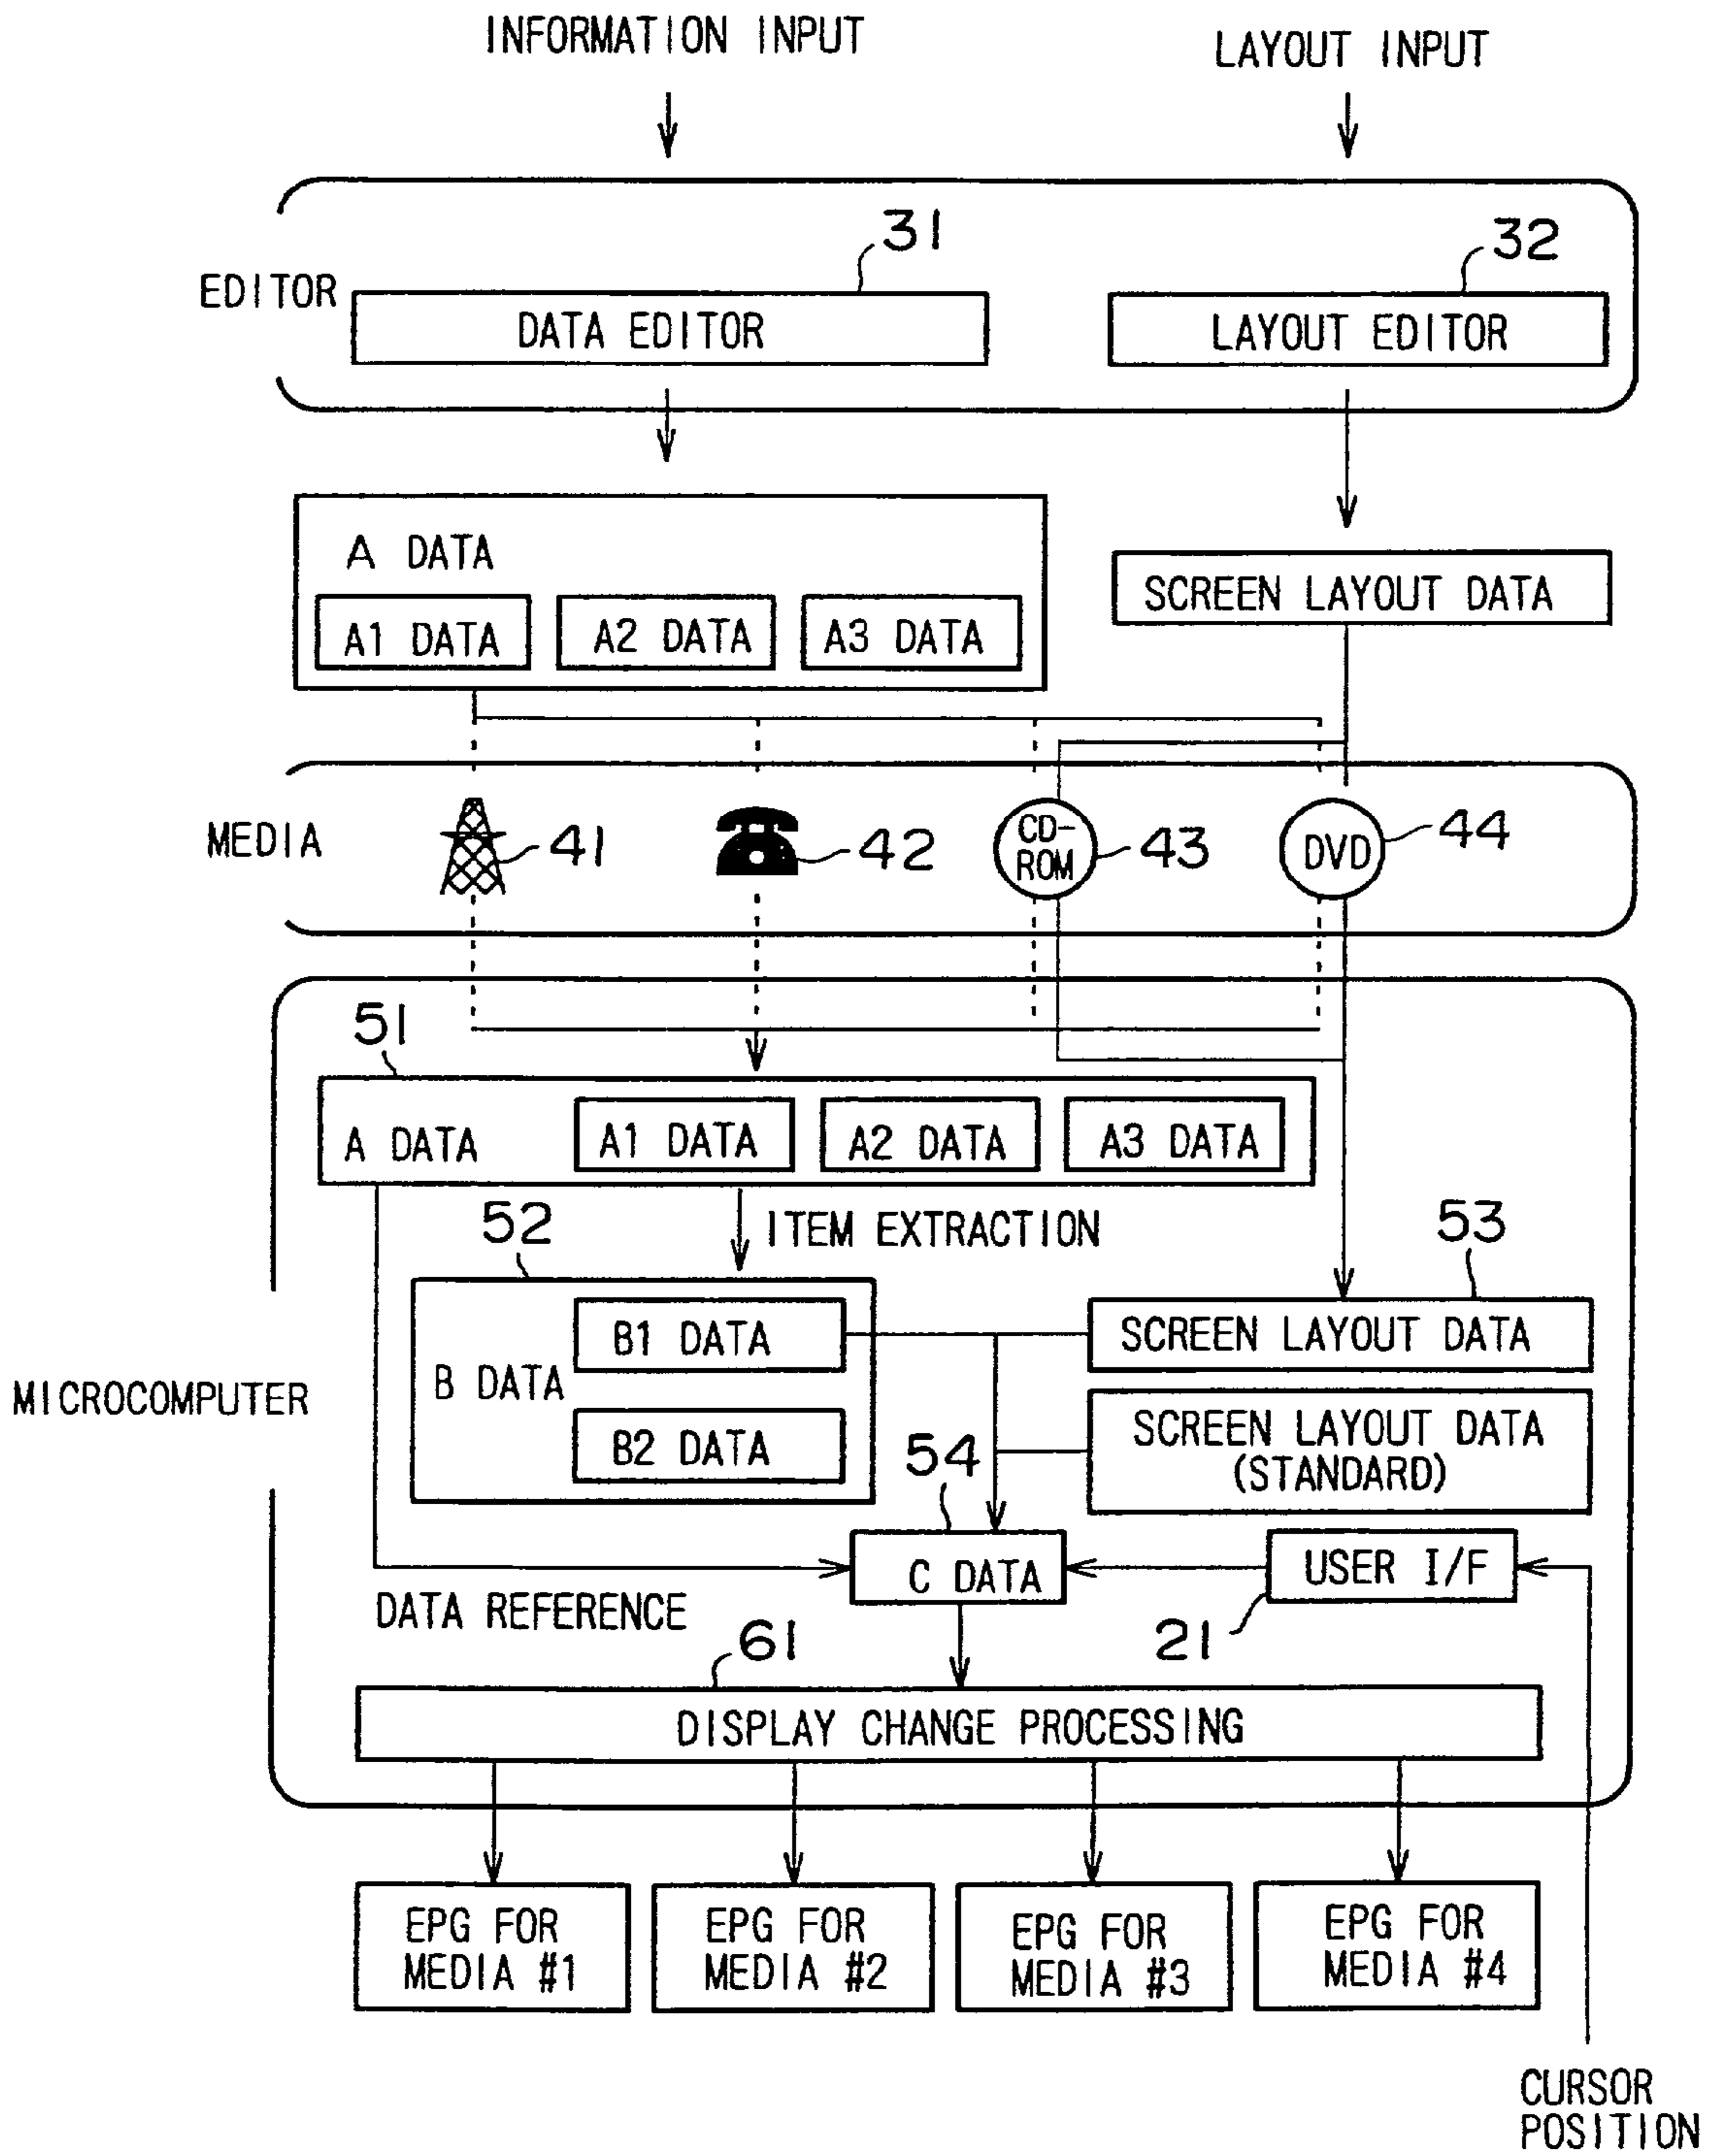 INFORMATION INPUT
LAYOUT INPUT
31
32
EDITOR
DATA EDITOR
LAYOUT EDITOR
A DATA
SCREEN LAYOUT DATA
A1 DATA
A2 DATA
A3 DATA
MEDIA
41
42
CD-
ROM
43
DVD
44
51
A DATA
A1 DATA
A2 DATA
A3 DATA
52
ITEM EXTRACTION
53
B1 DATA
SCREEN LAYOUT DATA
B DATA
MICROCOMPUTER
B2 DATA
54
SCREEN LAYOUT DATA
(STANDARD)
C DATA
USER I/F
DATA REFERENCE
61
21
DISPLAY CHANGE PROCESSING
EPG FOR
MEDIA #1
EPG FOR
MEDIA #2
EPG FOR
MEDIA #3
EPG FOR
MEDIA #4
CURSOR
POSITION